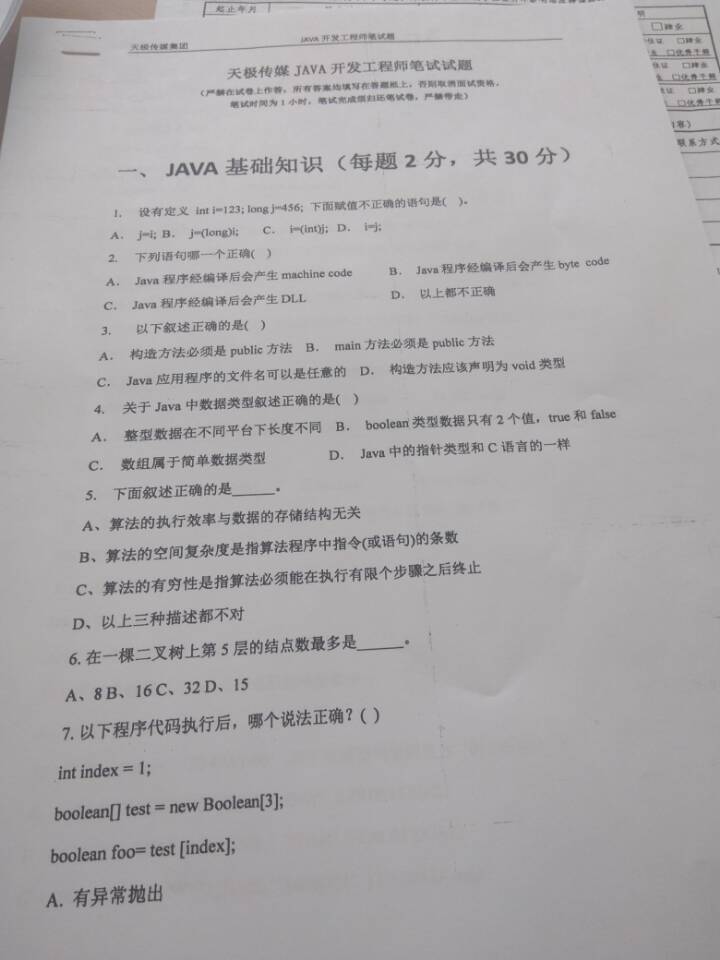 起止年月
天极传媒集团
JAVA 开发工程师笔试题
天极传媒 JAVA 开发工程师笔试试题
(严禁在试卷上作答，所有答案均填写在答题纸上，否则取消面试资格，
笔试时间为 1 小时，笔试完成须归还笔试卷，严禁带走)
一、 JAVA 基础知识（每题 2 分，共 30 分）
1. 设有定义 int i=123; long j=456; 下面赋值不正确的语句是( )。
A. j=i; B. j=(long)i; C. i=(int)j; D. i=j;
2. 下列语句哪一个正确( )
A. Java 程序经编译后会产生 machine code B. Java 程序经编译后会产生 byte code
C. Java 程序经编译后会产生 DLL D. 以上都不正确
3. 以下叙述正确的是( )
A. 构造方法必须是 public 方法 B. main 方法必须是 public 方法
C. Java 应用程序的文件名可以是任意的 D. 构造方法应该声明为 void 类型
4. 关于 Java 中数据类型叙述正确的是( )
A. 整型数据在不同平台下长度不同 B. boolean 类型数据只有 2 个值，true 和 false
C. 数组属于简单数据类型 D. Java 中的指针类型和 C 语言的一样
5. 下面叙述正确的是______。
A、算法的执行效率与数据的存储结构无关
B、算法的空间复杂度是指算法程序中指令(或语句)的条数
C、算法的有穷性是指算法必须能在执行有限个步骤之后终止
D、以上三种描述都不对
6. 在一棵二叉树上第 5 层的结点数最多是______。
A、8 B、16 C、32 D、15
7. 以下程序代码执行后，哪个说法正确？( )
int index = 1;
boolean[] test = new Boolean[3];
boolean foo= test [index];
A. 有异常抛出
□肄业
□肄业
□优秀干部
□肄业
□优秀干部
□肄业
□优秀干部
联系方式